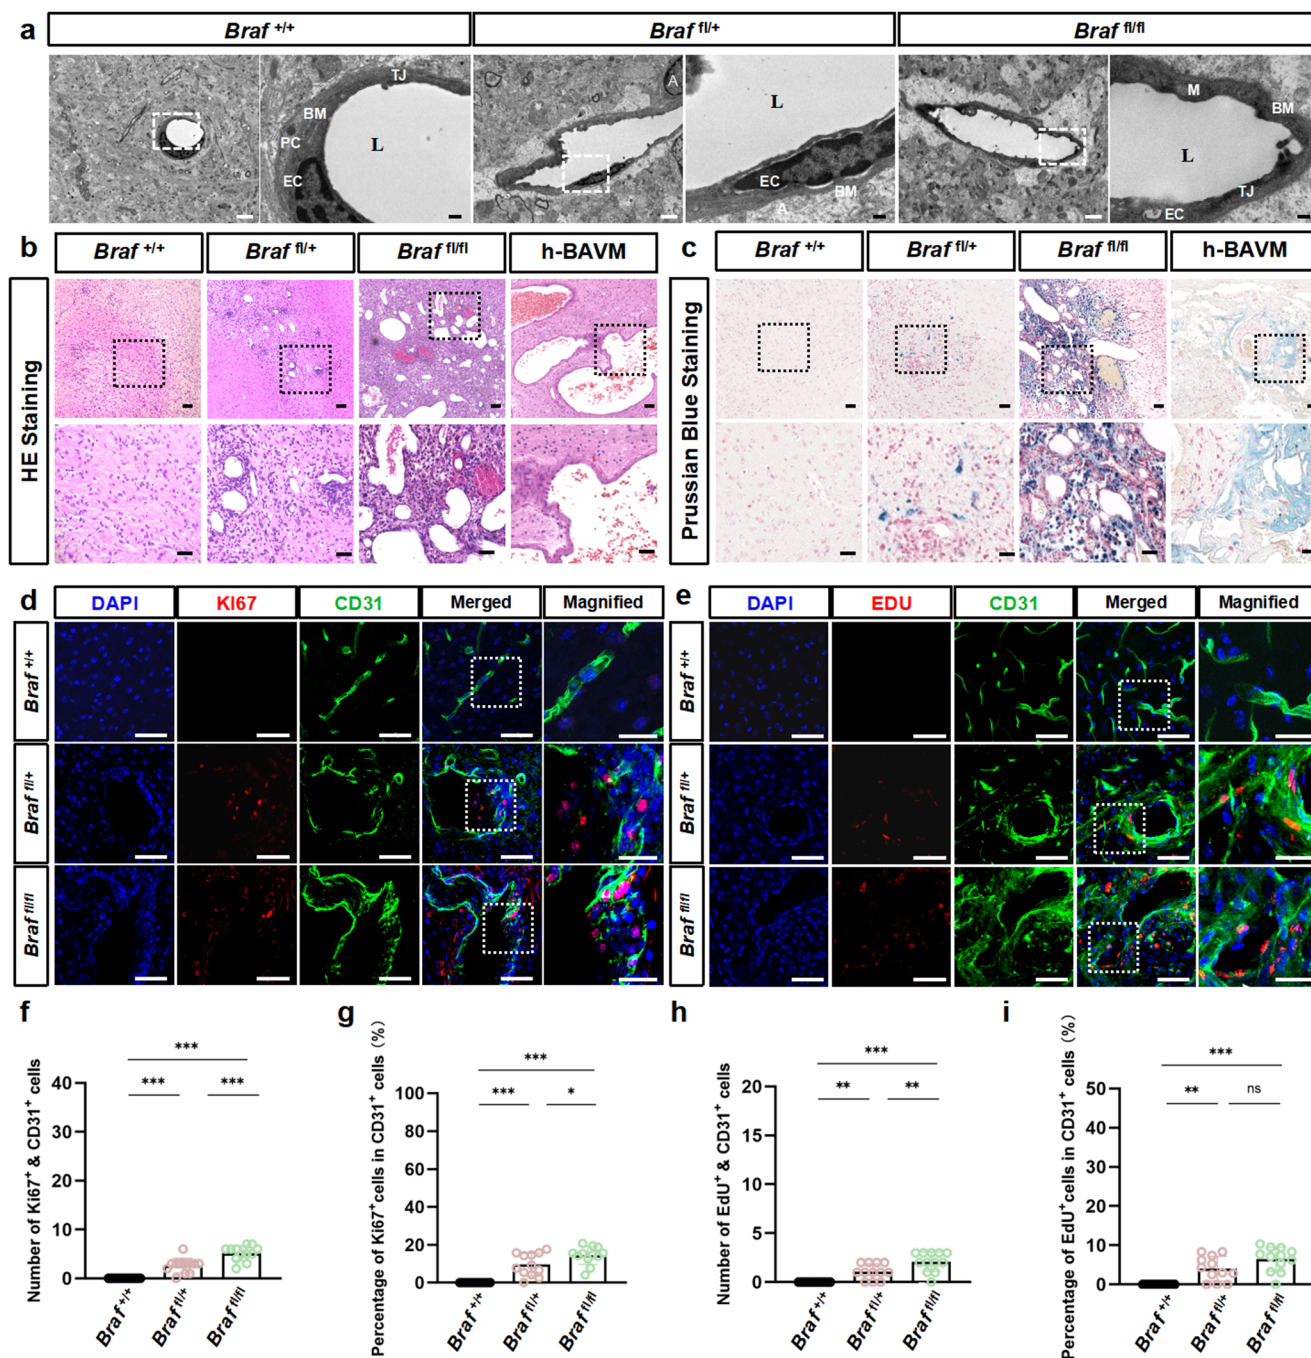 a
Braf +/+ Braf fl/+ Braf fl/fl
TJ
BM
PC
L
EC
A
L
EC
BM
A
M
BM
L
TJ
EC
b
Braf +/+ Braf fl/+ Braf fl/fl h-BAVM
HE Staining
c
Braf +/+ Braf fl/+ Braf fl/fl h-BAVM
Prussian Blue Staining
d
DAPI KI67 CD31 Merged Magnified
Braf +/+
Braf fl/+
Braf fl/fl
e
DAPI EDU CD31 Merged Magnified
Braf +/+
Braf fl/+
Braf fl/fl
f
Number of Ki67+ & CD31+ cells
***
*** ***
40
30
20
10
0
Braf +/+ Braf fl/+ Braf fl/fl
g
Percentage of Ki67+cells in CD31+ cells (%)
***
*** *
100
80
60
40
20
0
Braf +/+ Braf fl/+ Braf fl/fl
h
Number of EdU+ & CD31+ cells
***
** **
20
15
10
5
0
Braf +/+ Braf fl/+ Braf fl/fl
i
Percentage of EdU+cells in CD31+ cells (%)
***
** ns
50
40
30
20
10
0
Braf +/+ Braf fl/+ Braf fl/fl